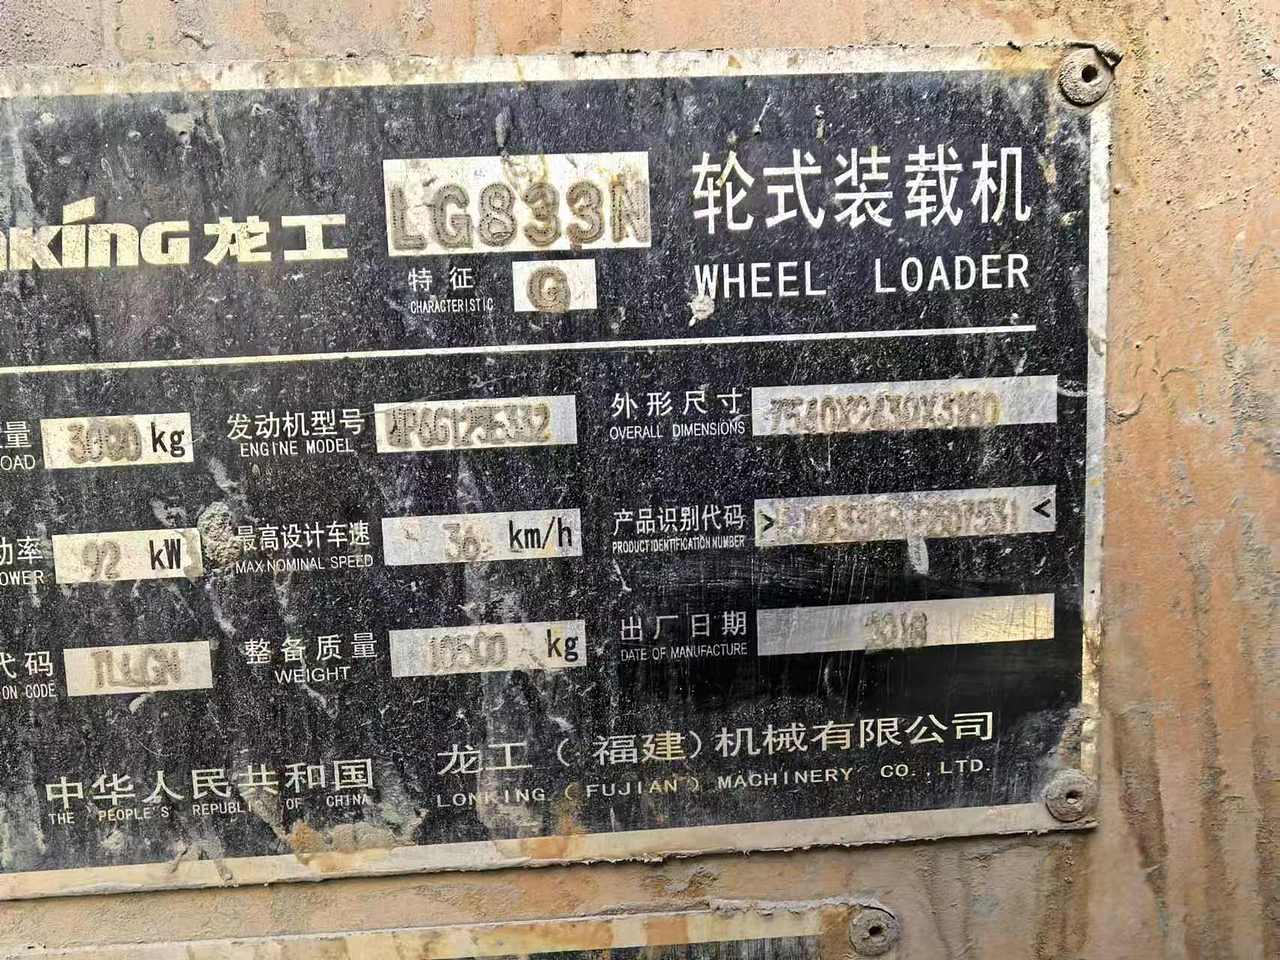 KING 龙工
LG833N
轮式装载机
特征 G
CHARACTERISTIC
WHEEL LOADER
量 kg
OAD
发动机型号
ENGINE MODEL
外形尺寸
OVERALL DIMENSIONS
功率 92 kW
OWER
最高设计车速 36 km/h
MAX.NOMINAL SPEED
产品识别代码 > <
PRODUCT IDENTIFICATION NUMBER
代码
ON CODE
整备质量 10500 kg
WEIGHT
出厂日期 2018
DATE OF MANUFACTURE
中华人民共和国
THE PEOPLE'S REPUBLIC OF CHINA
龙工(福建)机械有限公司
LONKING (FUJIAN) MACHINERY CO.,LTD.